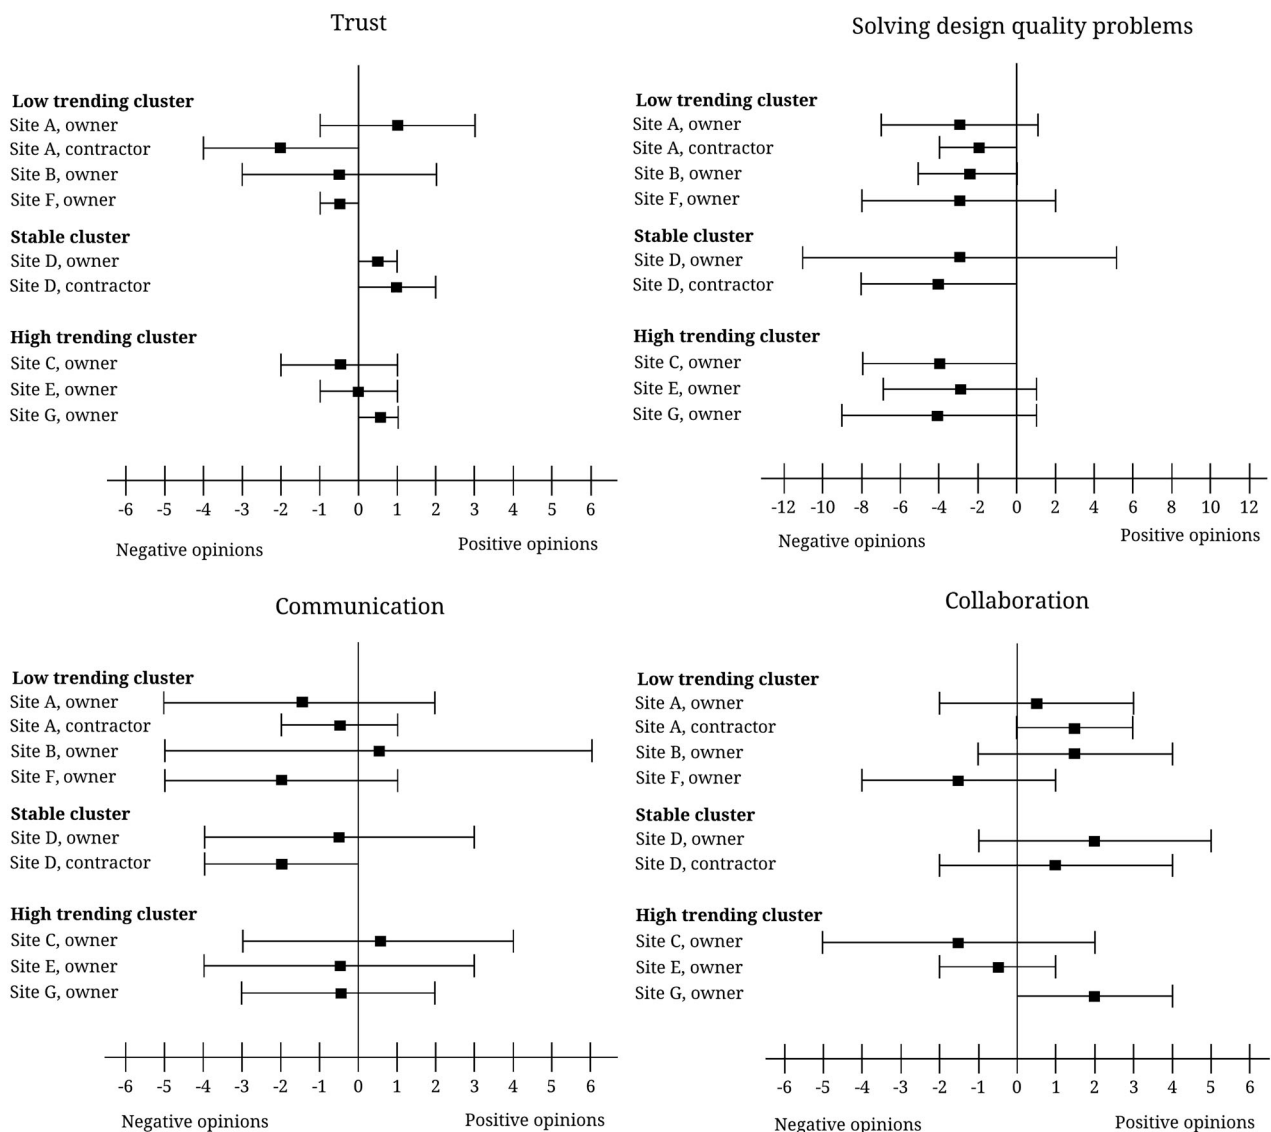 Trust
Low trending cluster
Site A, owner
Site A, contractor
Site B, owner
Site F, owner
Stable cluster
Site D, owner
Site D, contractor
High trending cluster
Site C, owner
Site E, owner
Site G, owner
-6 -5 -4 -3 -2 -1 0 1 2 3 4 5 6
Negative opinions
Positive opinions
Solving design quality problems
Low trending cluster
Site A, owner
Site A, contractor
Site B, owner
Site F, owner
Stable cluster
Site D, owner
Site D, contractor
High trending cluster
Site C, owner
Site E, owner
Site G, owner
-12 -10 -8 -6 -4 -2 0 2 4 6 8 10 12
Negative opinions
Positive opinions
Communication
Low trending cluster
Site A, owner
Site A, contractor
Site B, owner
Site F, owner
Stable cluster
Site D, owner
Site D, contractor
High trending cluster
Site C, owner
Site E, owner
Site G, owner
-6 -5 -4 -3 -2 -1 0 1 2 3 4 5 6
Negative opinions
Positive opinions
Collaboration
Low trending cluster
Site A, owner
Site A, contractor
Site B, owner
Site F, owner
Stable cluster
Site D, owner
Site D, contractor
High trending cluster
Site C, owner
Site E, owner
Site G, owner
-6 -5 -4 -3 -2 -1 0 1 2 3 4 5 6
Negative opinions
Positive opinions